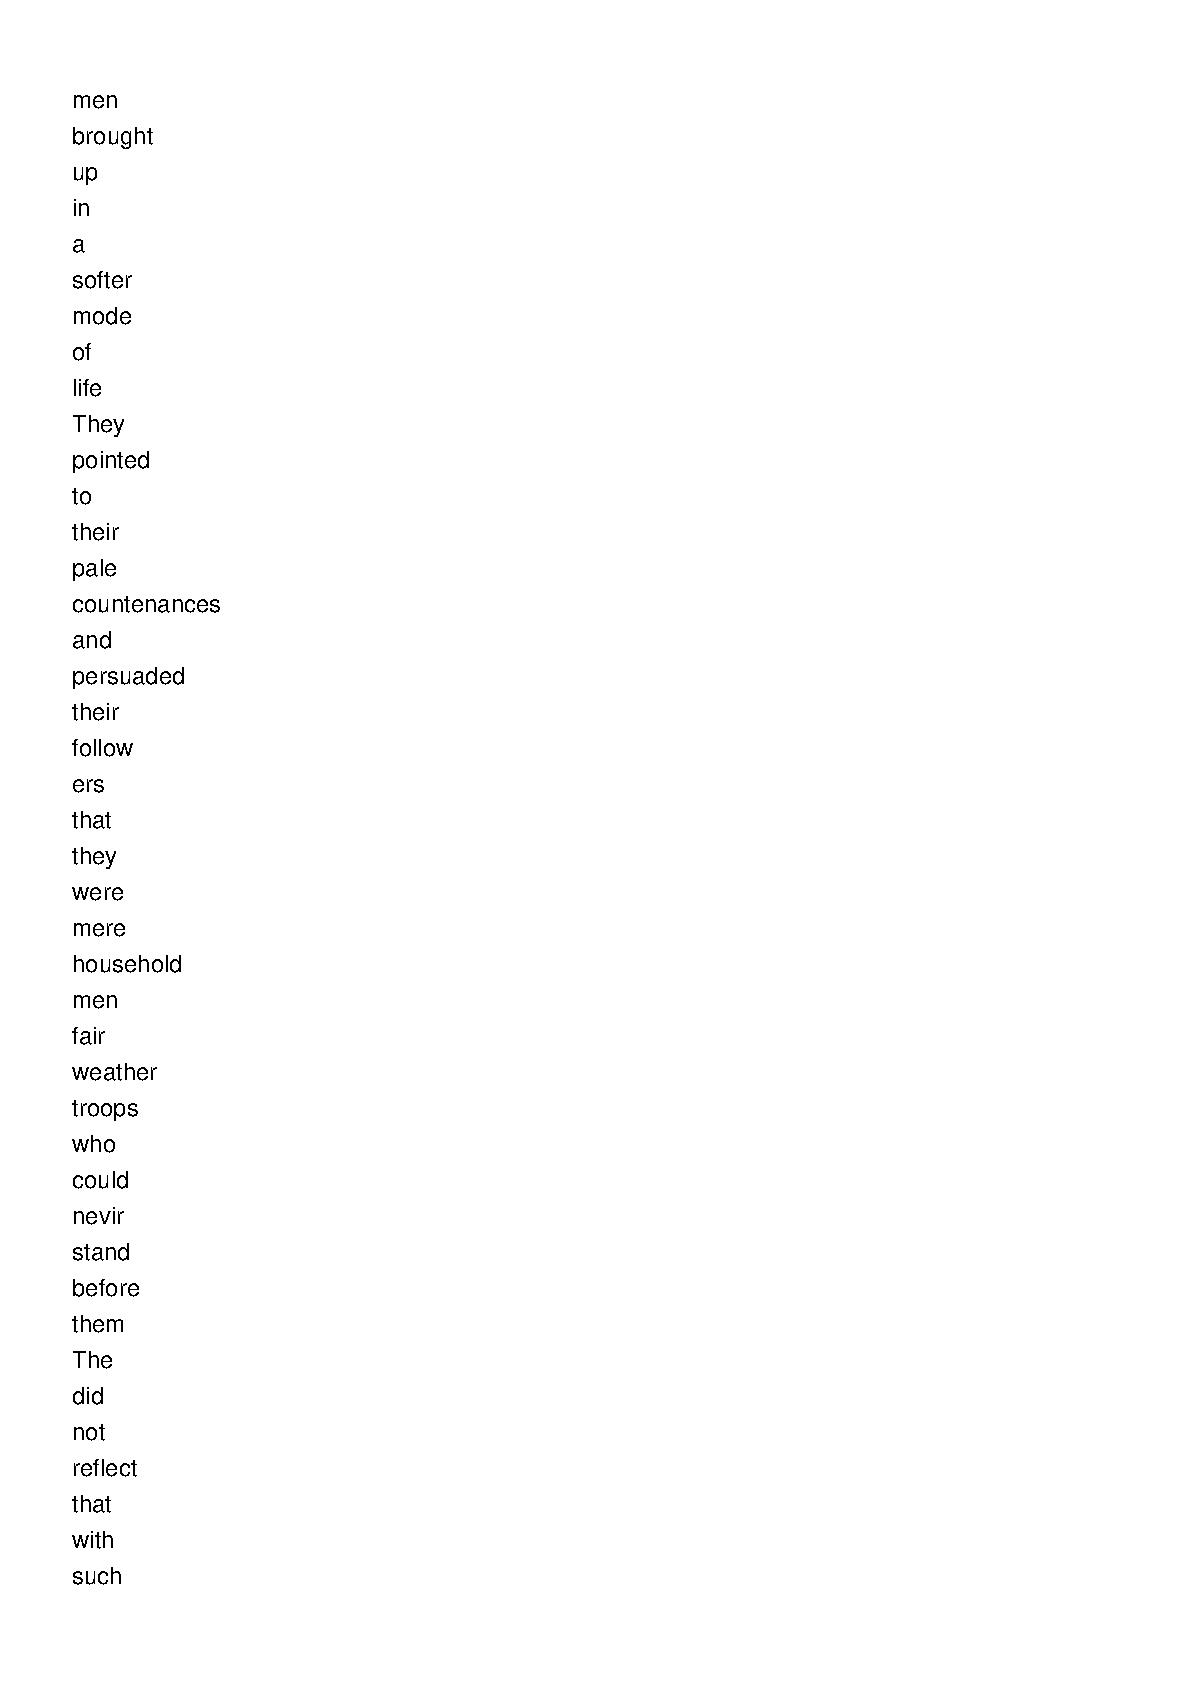 men
brought
up
in
a
softer
mode
of
life
They
pointed
to
their
pale
countenances
and
persuaded
their
follow
ers
that
they
were
mere
household
men
fair
weather
troops
who
could
nevir
stand
before
them
The
did
not
reflect
that
with
such